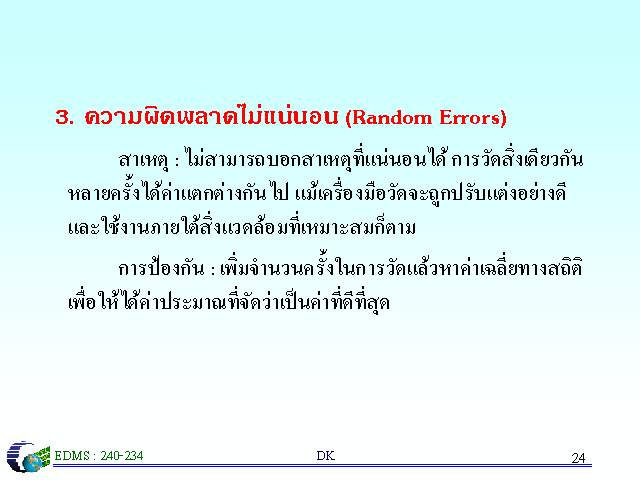 3. ความผิดพลาดไม่แน่นอน (Random Errors)
สาเหตุ : ไม่สามารถบอกสาเหตุที่แน่นอนได้ การวัดสิ่งเดียวกัน
หลายครั้งได้ค่าแตกต่างกันไป แม้เครื่องมือวัดจะถูกปรับแต่งอย่างดี
และใช้งานภายใต้สิ่งแวดล้อมที่เหมาะสมก็ตาม
การป้องกัน : เพิ่มจำนวนครั้งในการวัดแล้วหาค่าเฉลี่ยทางสถิติ
เพื่อให้ได้ค่าประมาณที่จัดว่าเป็นค่าที่ดีที่สุด
EDMS : 240-234 DK 24